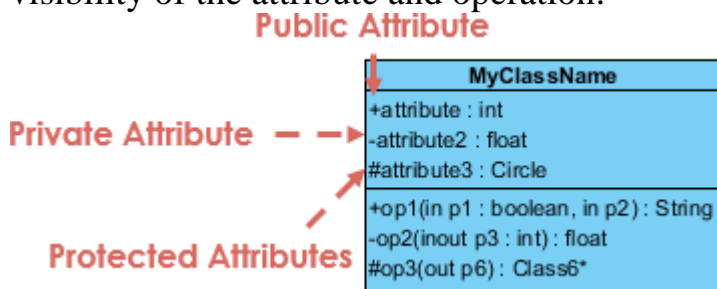 visibility of the attribute and operation.
Public Attribute
MyClassName
+attribute : int
Private Attribute
-attribute2 : float
#attribute3 : Circle
+op1(in p1 : boolean, in p2) : String
-op2(inout p3 : int) : float
Protected Attributes
#op3(out p6) : Class6*